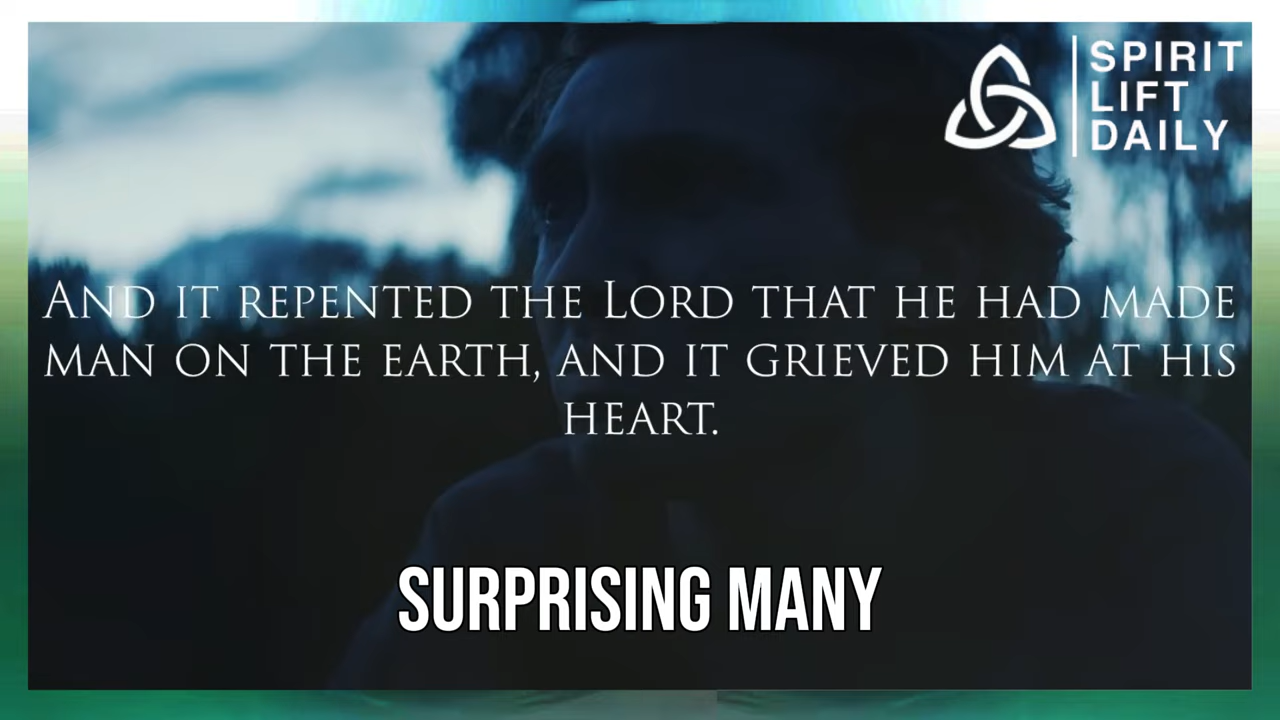 SPIRIT
LIFT
DAILY
And it repented the Lord that he had made
man on the earth, and it grieved him at his
heart.
SURPRISING MANY